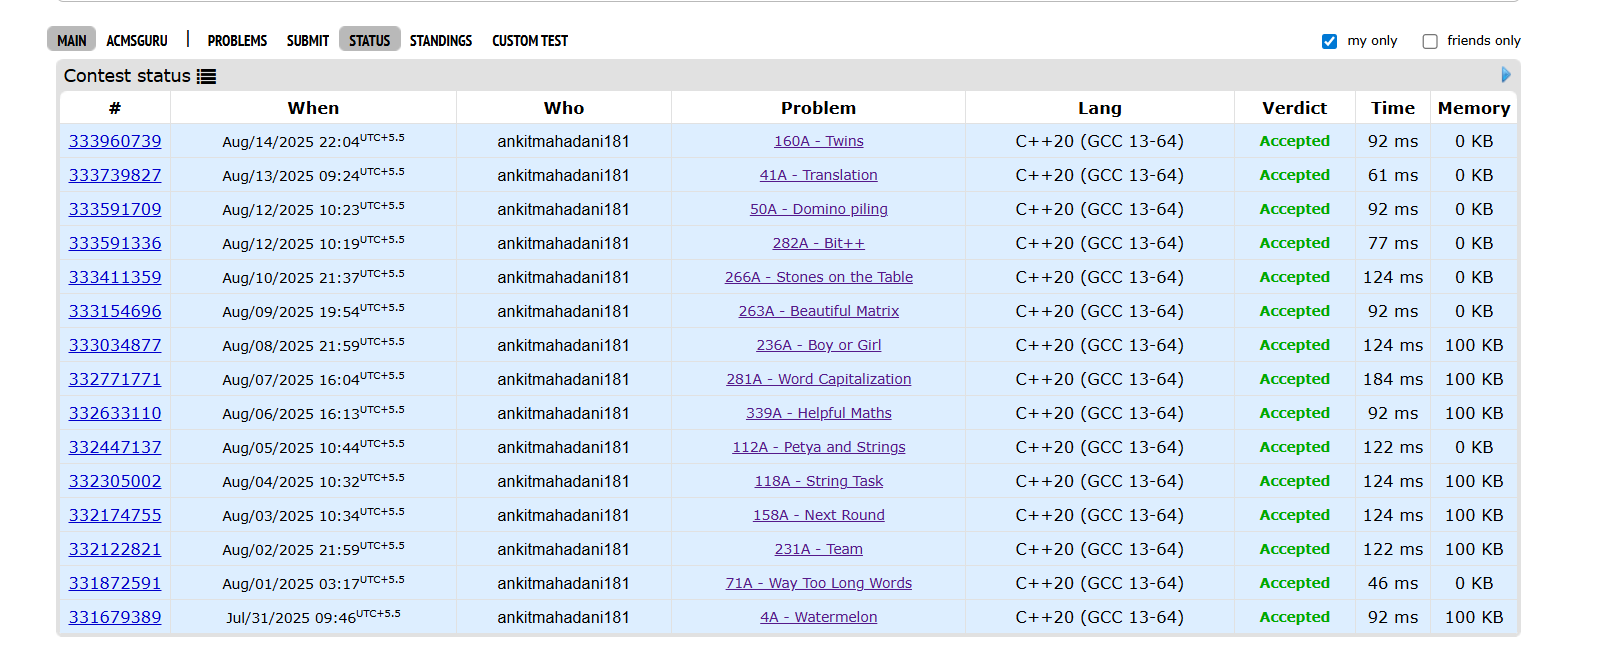 MAIN ACMSGURU | PROBLEMS SUBMIT STATUS STANDINGS CUSTOM TEST my only friends only
Contest status
# When Who Problem Lang Verdict Time Memory
333960739 Aug/14/2025 22:04 UTC+5.5 ankitmahadani181 160A - Twins C++20 (GCC 13-64) Accepted 92 ms 0 KB
333739827 Aug/13/2025 09:24 UTC+5.5 ankitmahadani181 41A - Translation C++20 (GCC 13-64) Accepted 61 ms 0 KB
333591709 Aug/12/2025 10:23 UTC+5.5 ankitmahadani181 50A - Domino piling C++20 (GCC 13-64) Accepted 92 ms 0 KB
333591336 Aug/12/2025 10:19 UTC+5.5 ankitmahadani181 282A - Bit++ C++20 (GCC 13-64) Accepted 77 ms 0 KB
333411359 Aug/10/2025 21:37 UTC+5.5 ankitmahadani181 266A - Stones on the Table C++20 (GCC 13-64) Accepted 124 ms 0 KB
333154696 Aug/09/2025 19:54 UTC+5.5 ankitmahadani181 263A - Beautiful Matrix C++20 (GCC 13-64) Accepted 92 ms 0 KB
333034877 Aug/08/2025 21:59 UTC+5.5 ankitmahadani181 236A - Boy or Girl C++20 (GCC 13-64) Accepted 124 ms 100 KB
332771771 Aug/07/2025 16:04 UTC+5.5 ankitmahadani181 281A - Word Capitalization C++20 (GCC 13-64) Accepted 184 ms 100 KB
332633110 Aug/06/2025 16:13 UTC+5.5 ankitmahadani181 339A - Helpful Maths C++20 (GCC 13-64) Accepted 92 ms 100 KB
332447137 Aug/05/2025 10:44 UTC+5.5 ankitmahadani181 112A - Petya and Strings C++20 (GCC 13-64) Accepted 122 ms 0 KB
332305002 Aug/04/2025 10:32 UTC+5.5 ankitmahadani181 118A - String Task C++20 (GCC 13-64) Accepted 124 ms 100 KB
332174755 Aug/03/2025 10:34 UTC+5.5 ankitmahadani181 158A - Next Round C++20 (GCC 13-64) Accepted 124 ms 100 KB
332122821 Aug/02/2025 21:59 UTC+5.5 ankitmahadani181 231A - Team C++20 (GCC 13-64) Accepted 122 ms 100 KB
331872591 Aug/01/2025 03:17 UTC+5.5 ankitmahadani181 71A - Way Too Long Words C++20 (GCC 13-64) Accepted 46 ms 0 KB
331679389 Jul/31/2025 09:46 UTC+5.5 ankitmahadani181 4A - Watermelon C++20 (GCC 13-64) Accepted 92 ms 100 KB